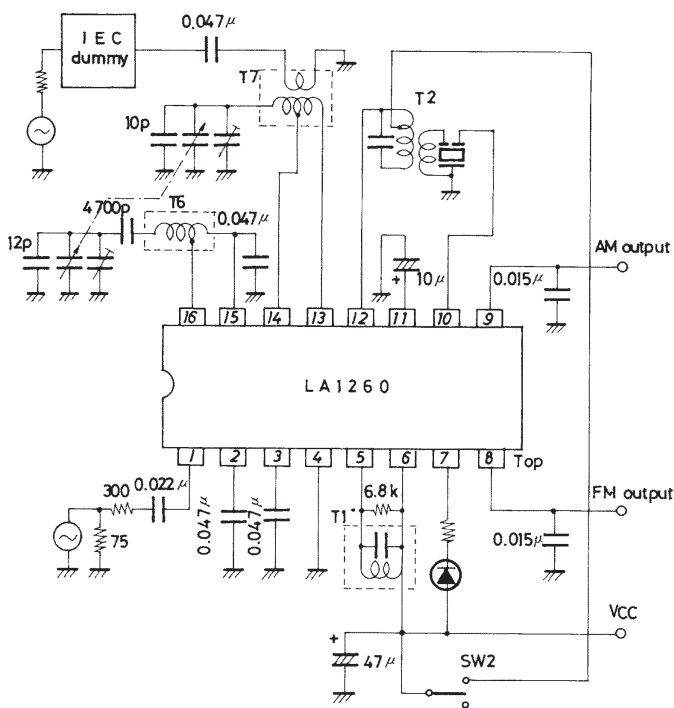 0.047μ
IEC
dummy
T7
T2
10p
4700p
T6
0.047μ
12p
+
10μ
0.015μ
AM output
16
15
14
13
12
11
10
9
LA1260
1
2
3
4
5
6
7
8
Top
0.022μ
300
6.8k
FM output
T1
75
0.047μ
0.047μ
0.015μ
VCC
+
47μ
SW2